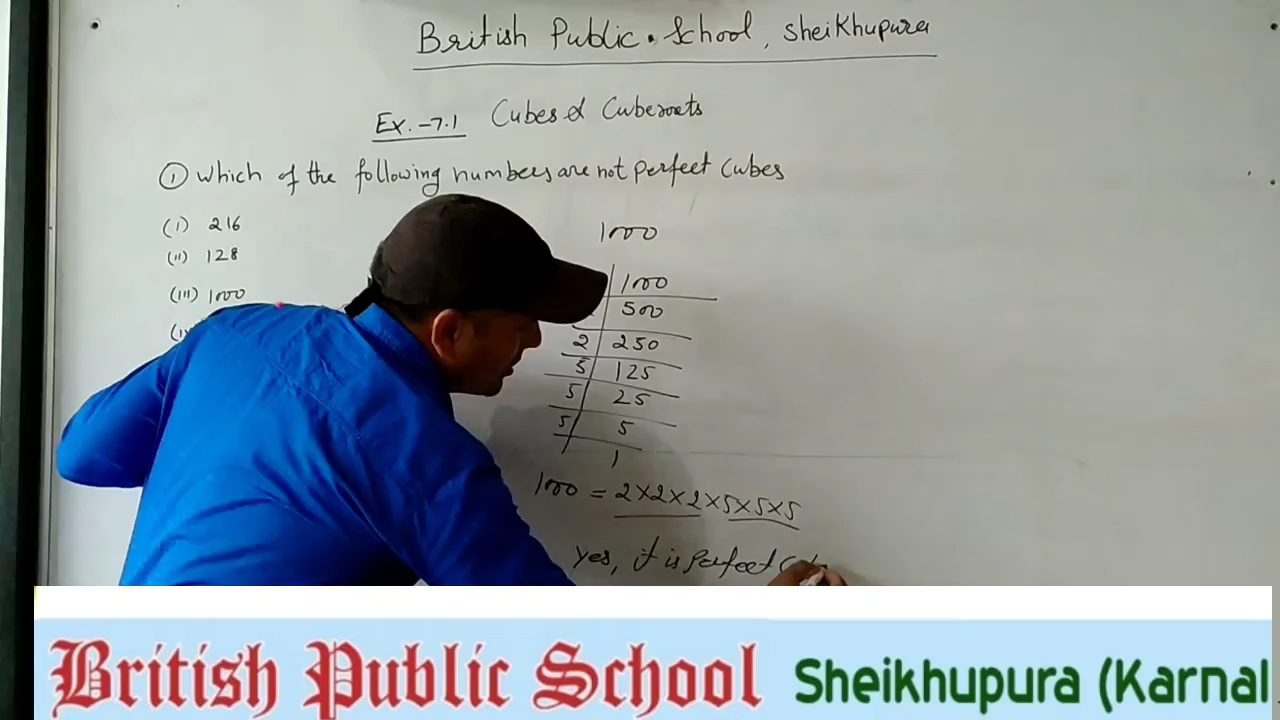 British Public School, Sheikhupura
Ex.-7.1 Cubes & Cuberoots
① Which of the following numbers are not perfect cubes
(i) 216
(ii) 128
(iii) 1000
1000
1000
500
2 250
5 125
5 25
5 5
1
1000 = 2×2×2×5×5×5
yes, it is perfect
British Public School Sheikhupura (Karnal